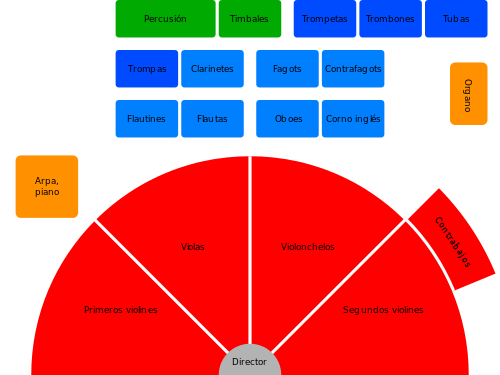 Percusión
Timbales
Trompetas
Trombones
Tubas
Trompas
Clarinetes
Fagots
Contrafagots
Organo
Flautines
Flautas
Oboes
Corno inglés
Arpa,
piano
Contrabajos
Violas
Violonchelos
Primeros violines
Segundos violines
Director